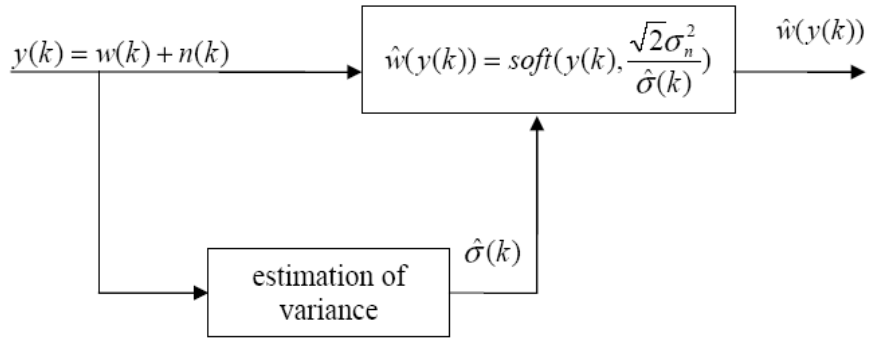 y(k) = w(k) + n(k)
ŵ(y(k)) = soft(y(k), √2σ_n^2 / σ̂(k))
ŵ(y(k))
σ̂(k)
estimation of
variance